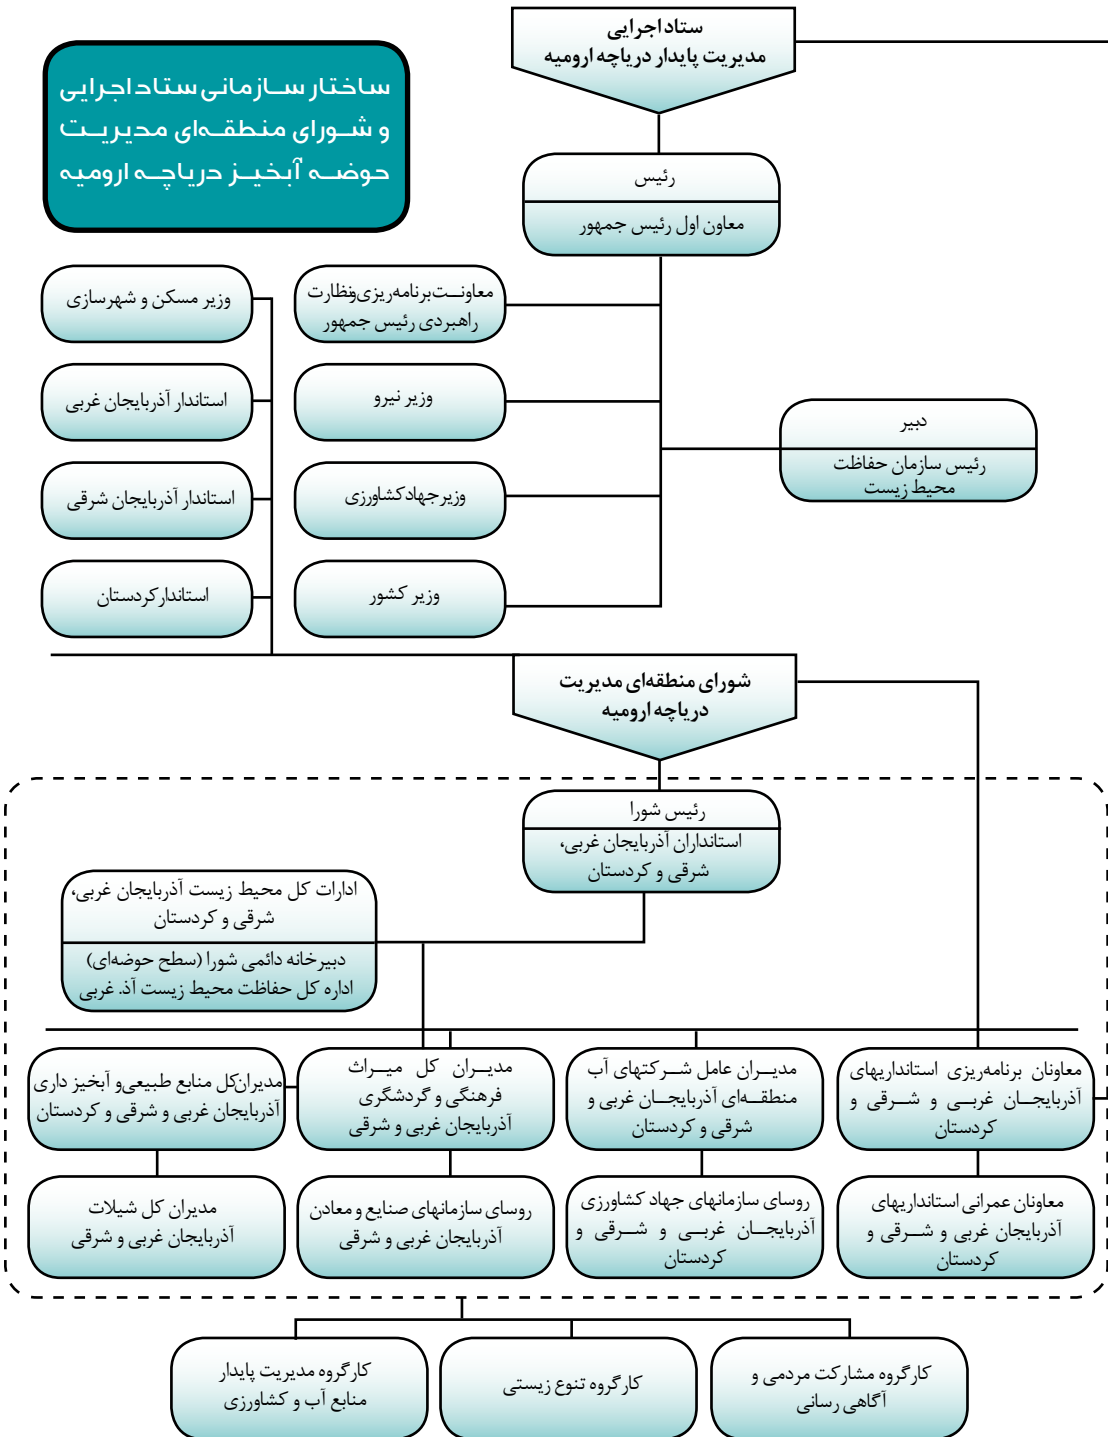 ستاد اجرایی
مدیریت پایدار دریاچه ارومیه
ساختار سازمانی ستاد اجرایی
و شورای منطقه‌ای مدیریت
حوضه آبخیز دریاچه ارومیه
رئیس
معاون اول رئیس جمهور
معاونت برنامه‌ریزی ونظارت
راهبردی رئیس جمهور
وزیر مسکن و شهرسازی
وزیر نیرو
استاندار آذربایجان غربی
دبیر
رئیس سازمان حفاظت
محیط زیست
وزیر جهاد کشاورزی
استاندار آذربایجان شرقی
وزیر کشور
استاندار کردستان
شورای منطقه‌ای مدیریت
دریاچه ارومیه
رئیس شورا
استانداران آذربایجان غربی،
شرقی و کردستان
ادارات کل محیط زیست آذربایجان غربی،
شرقی و کردستان
دبیرخانه دائمی شورا (سطح حوضه‌ای)
اداره کل حفاظت محیط زیست آذ. غربی
معاونان برنامه‌ریزی استانداریهای
آذربایجان غربی و شرقی و
کردستان
مدیران عامل شرکتهای آب
منطقه‌ای آذربایجان غربی و
شرقی و کردستان
مدیران کل میراث
فرهنگی و گردشگری
آذربایجان غربی و شرقی
مدیران‌کل منابع طبیعی‌و آبخیز داری
آذربایجان غربی و شرقی و کردستان
معاونان عمرانی استانداریهای
آذربایجان غربی و شرقی و
کردستان
روسای سازمانهای جهاد کشاورزی
آذربایجان غربی و شرقی و
کردستان
روسای سازمانهای صنایع و معادن
آذربایجان غربی و شرقی
مدیران کل شیلات
آذربایجان غربی و شرقی
کارگروه مشارکت مردمی و
آگاهی رسانی
کارگروه تنوع زیستی
کارگروه مدیریت پایدار
منابع آب و کشاورزی